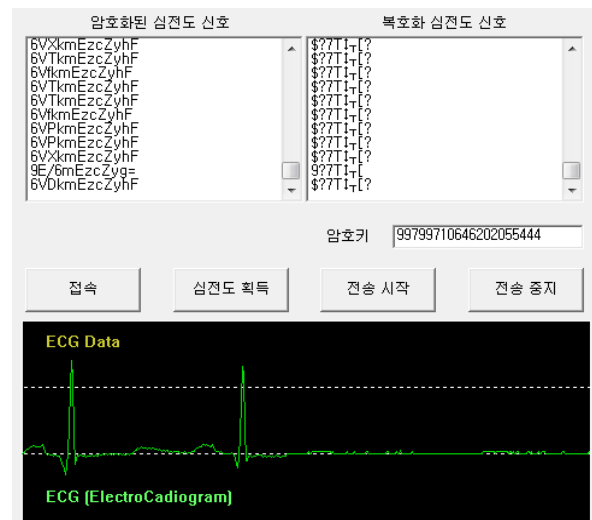 암호화된 심전도 신호
복호화 심전도 신호
6VXkmEzcZyhF
6VTkmEzcZyhF
6VfkmEzcZyhF
6VTkmEzcZyhF
6VTkmEzcZyhF
6VfkmEzcZyhF
6VPkmEzcZyhF
6VPkmEzcZyhF
6VXkmEzcZyhF
9E/6mEzcZyg=
6VDkmEzcZyhF
암호키
99799710646202055444
접속
심전도 획득
전송 시작
전송 중지
ECG Data
ECG (ElectroCadiogram)